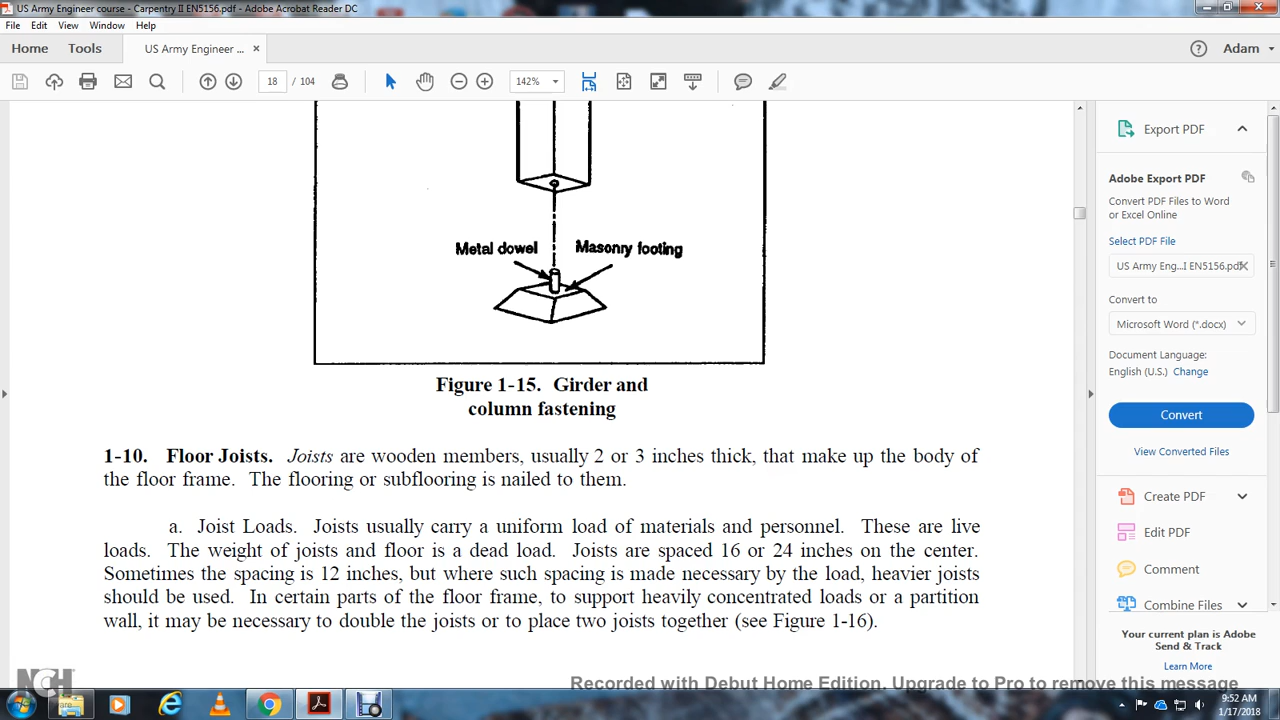 US Army Engineer course - Carpentry II EN5156.pdf - Adobe Acrobat Reader DC
File Edit View Window Help
Home Tools US Army Engineer ... × Adam
18 / 104 142%
Metal dowel Masonry footing
Figure 1-15. Girder and
column fastening
1-10. Floor Joists. Joists are wooden members, usually 2 or 3 inches thick, that make up the body of
the floor frame. The flooring or subflooring is nailed to them.
a. Joist Loads. Joists usually carry a uniform load of materials and personnel. These are live
loads. The weight of joists and floor is a dead load. Joists are spaced 16 or 24 inches on the center.
Sometimes the spacing is 12 inches, but where such spacing is made necessary by the load, heavier joists
should be used. In certain parts of the floor frame, to support heavily concentrated loads or a partition
wall, it may be necessary to double the joists or to place two joists together (see Figure 1-16).
Export PDF
Adobe Export PDF
Convert PDF Files to Word
or Excel Online
Select PDF File
US Army Eng...I EN5156.pdf
Convert to
Microsoft Word (*.docx)
Document Language:
English (U.S.) Change
Convert
View Converted Files
Create PDF
Edit PDF
Comment
Combine Files
Your current plan is Adobe
Send & Track
Learn More
NCH
Recorded with Debut Home Edition. Upgrade to Pro to remove this message
9:52 AM
1/17/2018